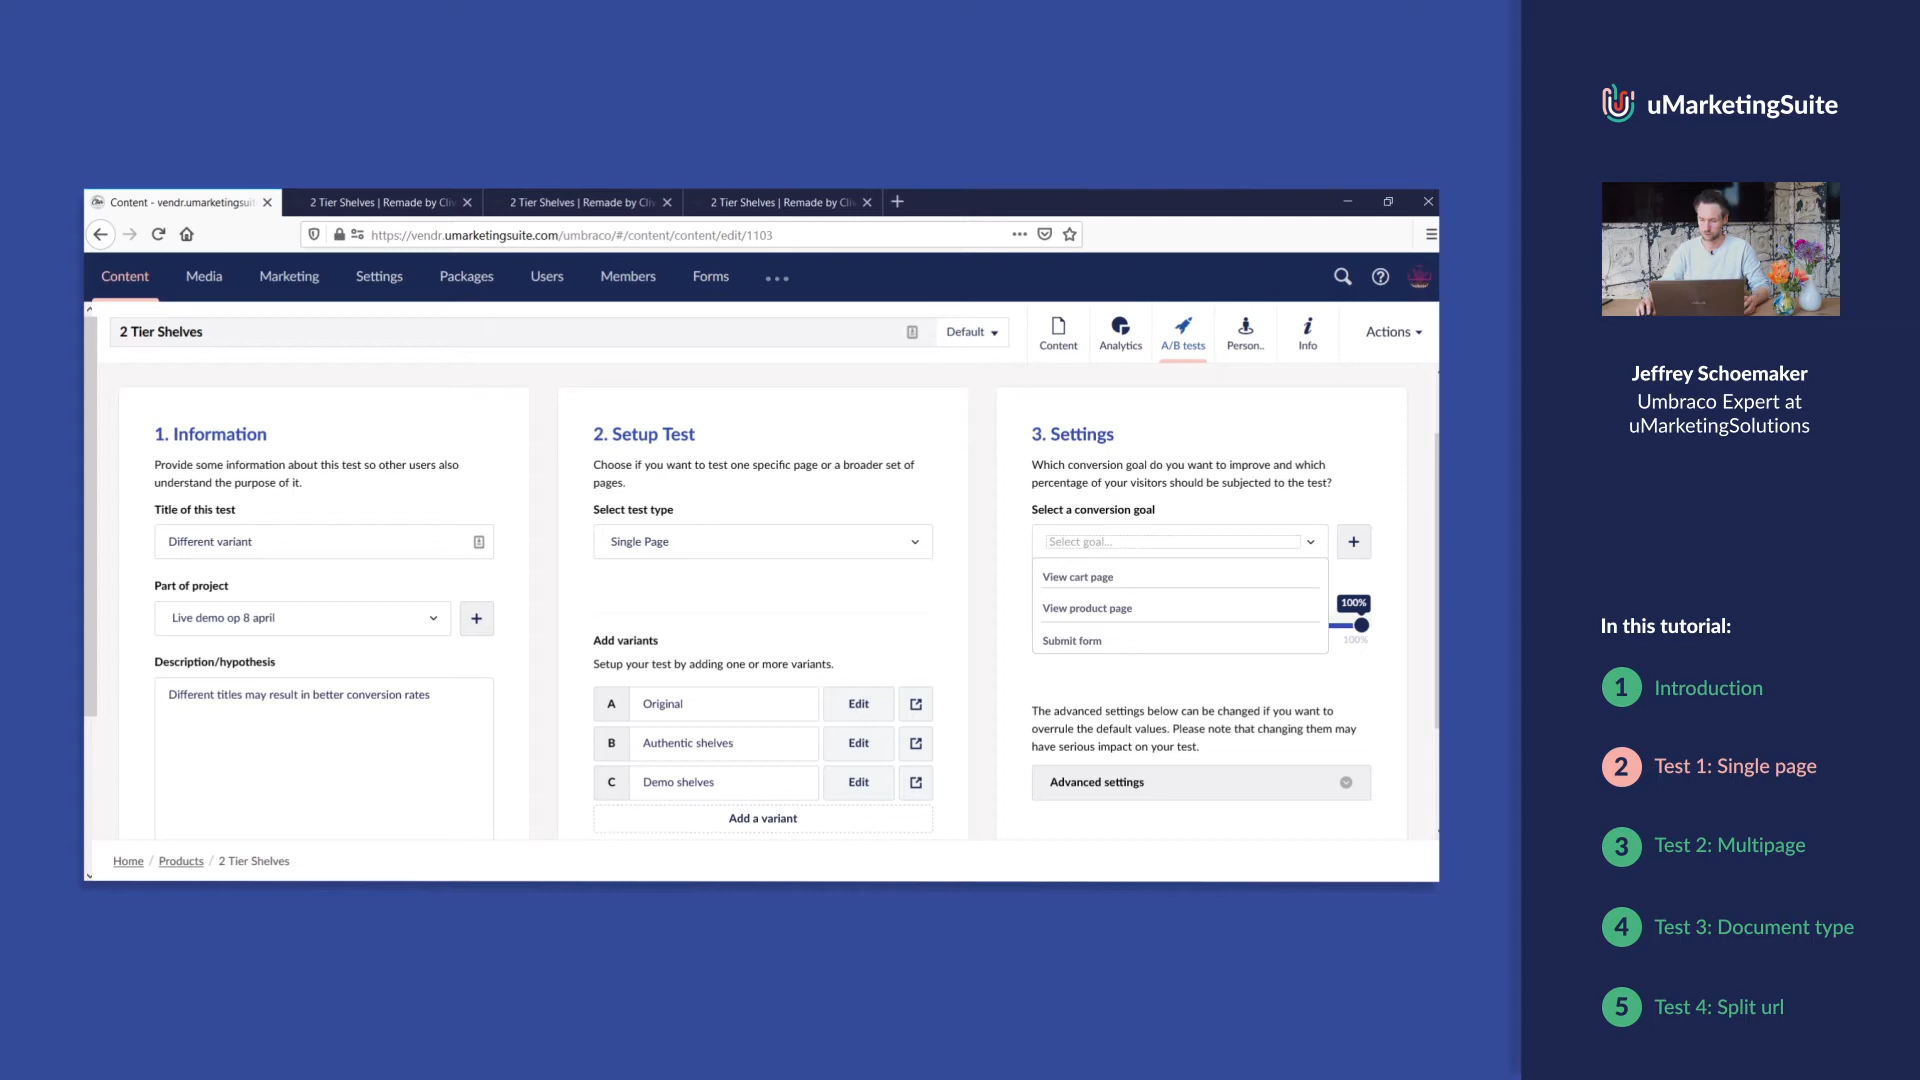 Content - vendr.umarketingsuit
2 Tier Shelves | Remade by Cliv
2 Tier Shelves | Remade by Cliv
2 Tier Shelves | Remade by Cliv
https://vendr.umarketingsuite.com/umbraco/#/content/content/edit/1103
Content
Media
Marketing
Settings
Packages
Users
Members
Forms
2 Tier Shelves
Default
Content
Analytics
A/B tests
Person..
Info
Actions
1. Information
Provide some information about this test so other users also
understand the purpose of it.
Title of this test
Different variant
Part of project
Live demo op 8 april
+
Description/hypothesis
Different titles may result in better conversion rates
2. Setup Test
Choose if you want to test one specific page or a broader set of
pages.
Select test type
Single Page
Add variants
Setup your test by adding one or more variants.
A Original Edit
B Authentic shelves Edit
C Demo shelves Edit
Add a variant
3. Settings
Which conversion goal do you want to improve and which
percentage of your visitors should be subjected to the test?
Select a conversion goal
Select goal...
+
View cart page
View product page
Submit form
100%
100%
The advanced settings below can be changed if you want to
overrule the default values. Please note that changing them may
have serious impact on your test.
Advanced settings
Home / Products / 2 Tier Shelves
uMarketingSuite
Jeffrey Schoemaker
Umbraco Expert at
uMarketingSolutions
In this tutorial:
1 Introduction
2 Test 1: Single page
3 Test 2: Multipage
4 Test 3: Document type
5 Test 4: Split url